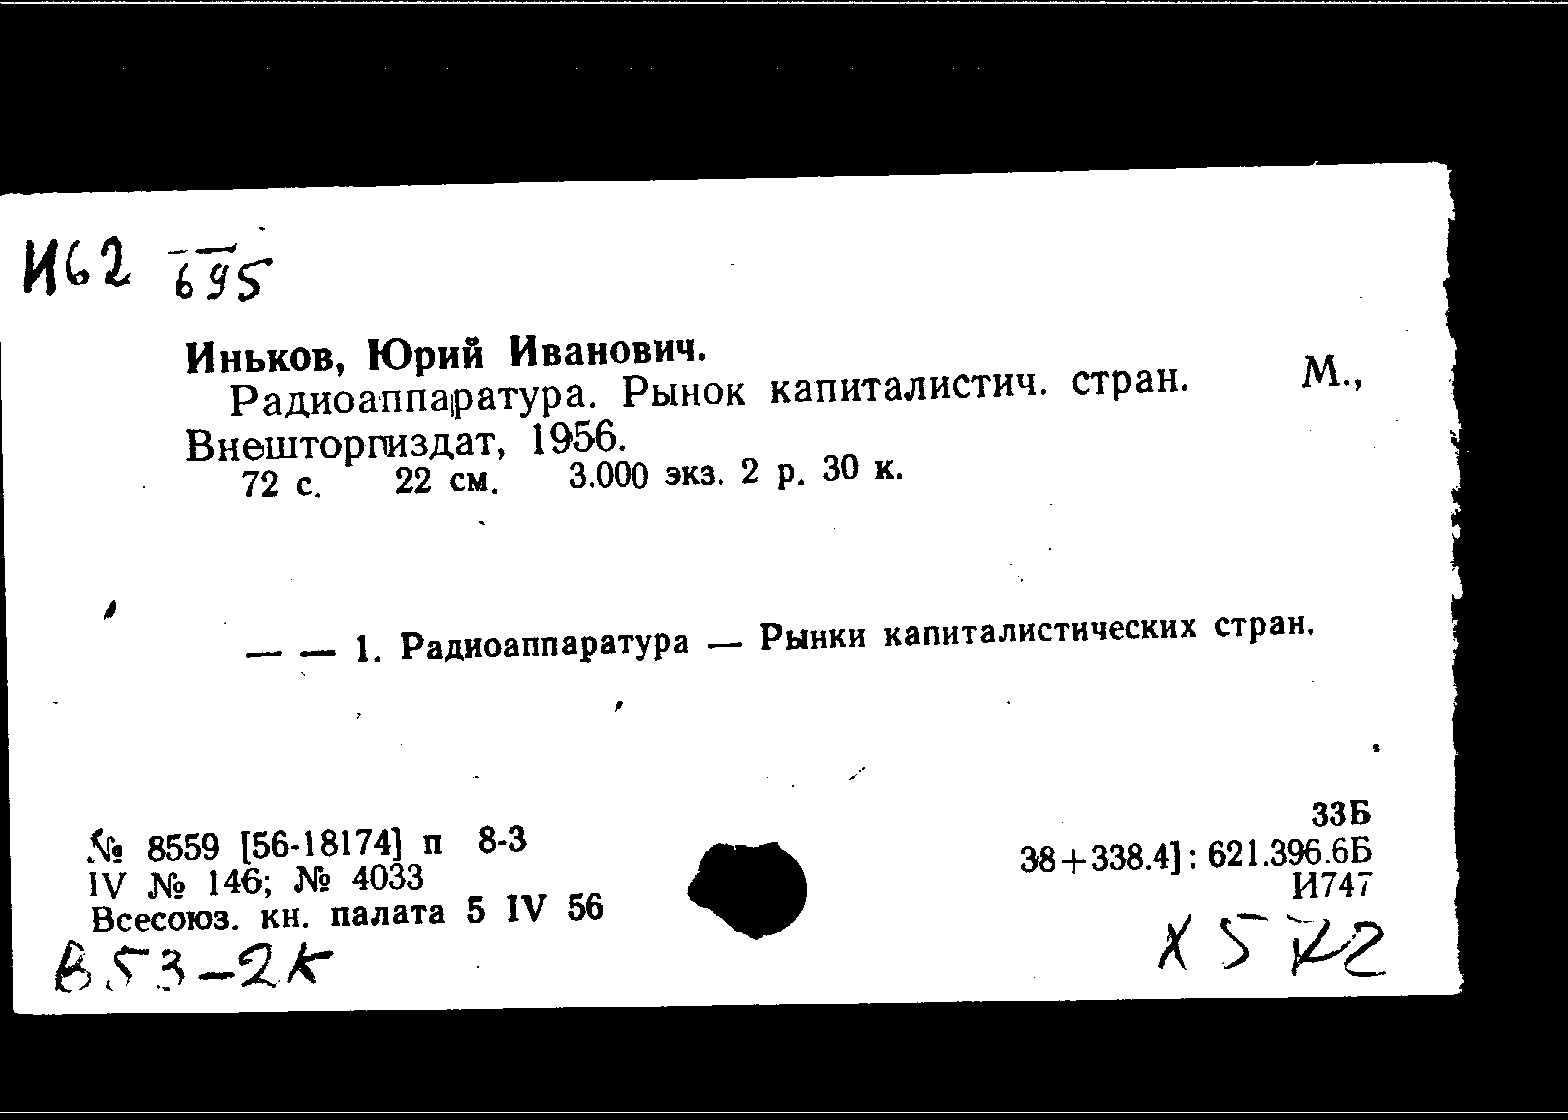 И62 695
Иньков, Юрий Иванович.
Радиоаппаратура. Рынок капиталистич. стран. М.,
Внешторгиздат, 1956.
72 с. 22 см. 3.000 экз. 2 р. 30 к.
— — 1. Радиоаппаратура — Рынки капиталистических стран.
№ 8559 [56-18174] п 8-3
IV № 146; № 4033
Всесоюз. кн. палата 5 IV 56
В53-2к
33Б
38+338.4]:621.396.6Б
И747